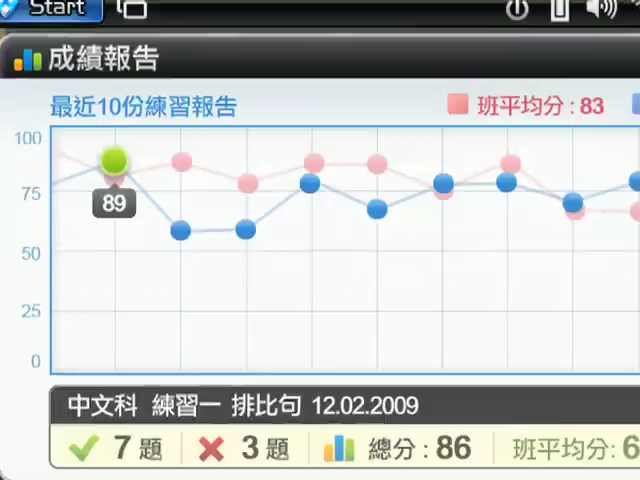 Start
成績報告
最近10份練習報告
班平均分 : 83
100
75
50
25
0
89
中文科 練習一 排比句 12.02.2009
7 題 3 題 總分 : 86 班平均分: 6